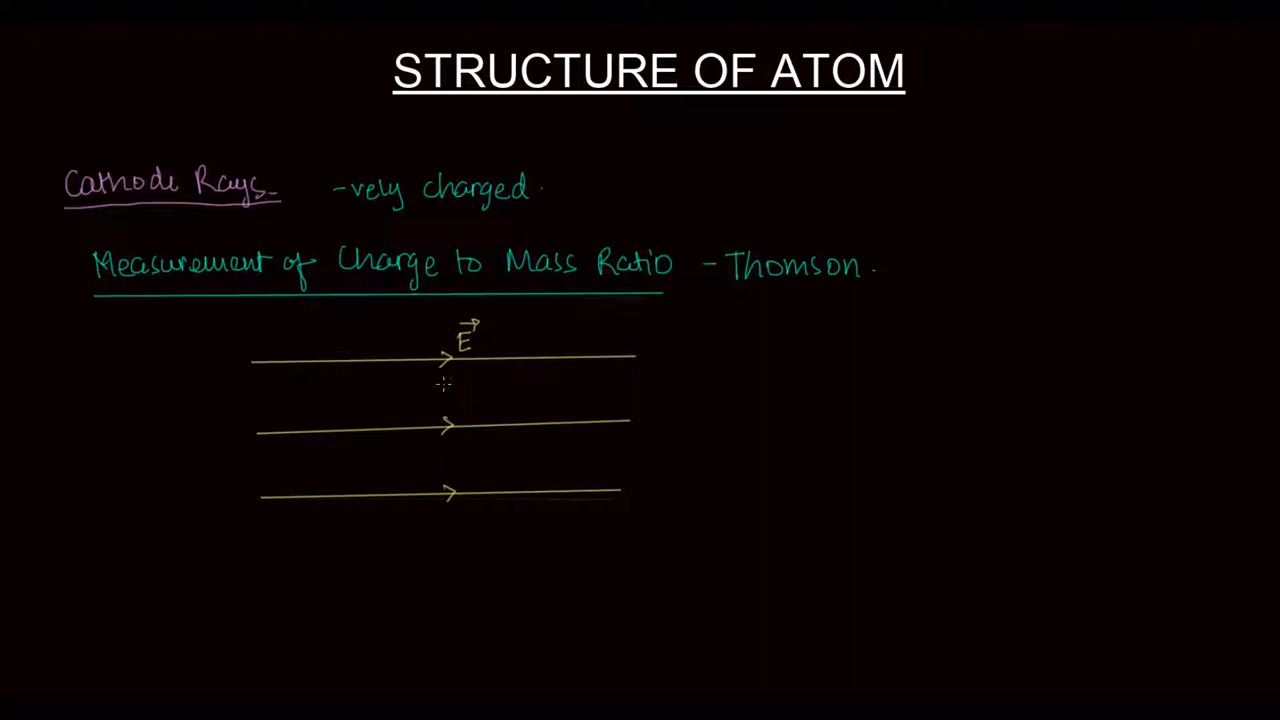 STRUCTURE OF ATOM
Cathode Rays - -vely charged.
Measurement of Charge to Mass Ratio - Thomson.
E⃗